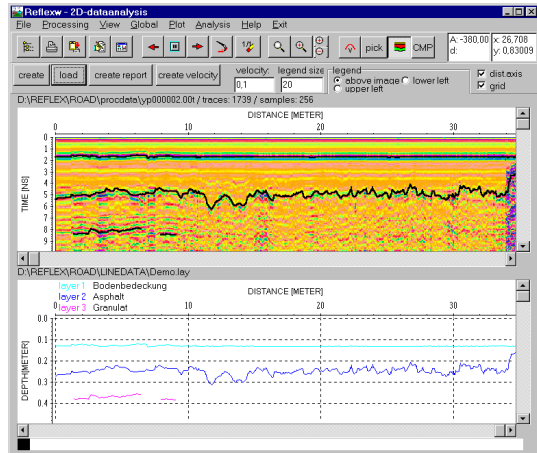 Reflexw - 2D-dataanalysis
File Processing View Global Plot Analysis Help Exit
1/2 pick CMP A: -380,00 x: 26,708
d: y: 0,83009
create load create report create velocity velocity: legend size legend
0,1 20 above image lower left upper left
dist.axis
grid
D:\REFLEX\ROAD\procdata\yp000002.00t / traces: 1739 / samples: 256
DISTANCE [METER]
0 10 20 30
TIME [NS]
0
1
2
3
4
5
6
7
8
9
D:\REFLEX\ROAD\LINEDATA\Demo.lay
layer 1 Bodenbedeckung
layer 2 Asphalt
layer 3 Granulat
DISTANCE [METER]
0 10 20 30
DEPTH[METER]
0.0
0.1
0.2
0.3
0.4